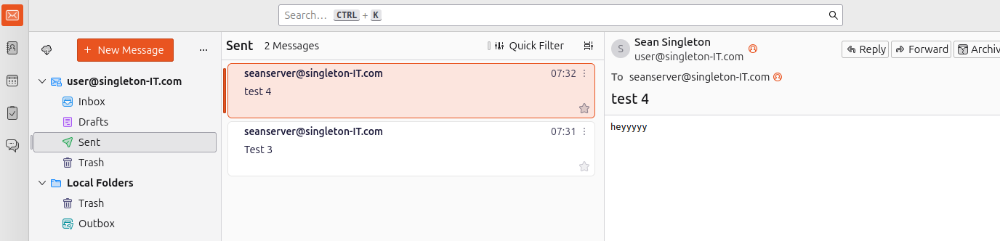 Search… CTRL + K
+ New Message ...
user@singleton-IT.com
Inbox
Drafts
Sent
Trash
Local Folders
Trash
Outbox
Sent 2 Messages Quick Filter
seanserver@singleton-IT.com 07:32
test 4
seanserver@singleton-IT.com 07:31
Test 3
S Sean Singleton
user@singleton-IT.com
Reply Forward Archiv
To seanserver@singleton-IT.com
test 4
heyyyyy